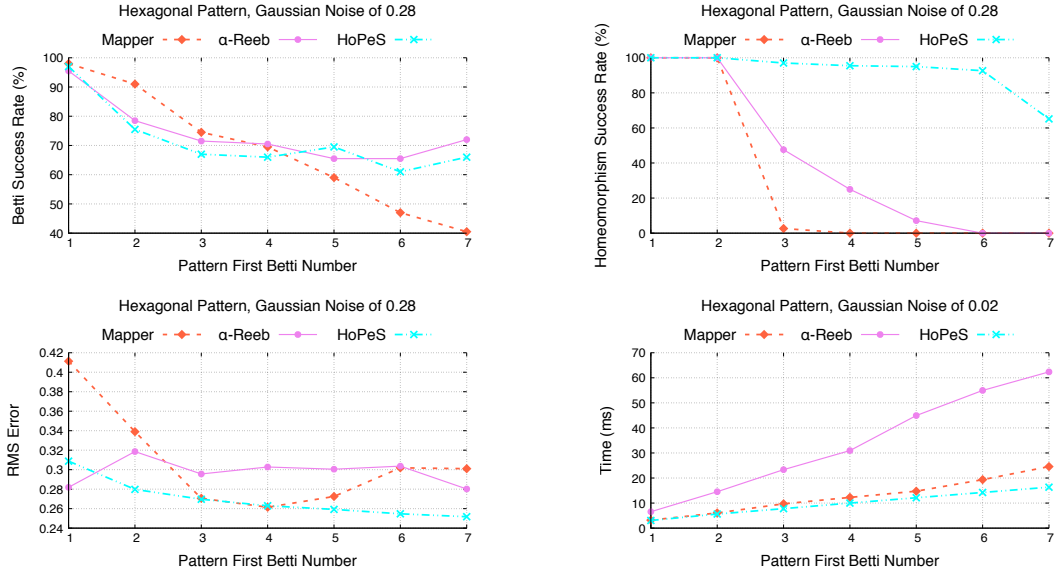 Hexagonal Pattern, Gaussian Noise of 0.28
Mapper α-Reeb HoPeS
Betti Success Rate (%)
100
90
80
70
60
50
40
1 2 3 4 5 6 7
Pattern First Betti Number
Hexagonal Pattern, Gaussian Noise of 0.28
Mapper α-Reeb HoPeS
Homeomorphism Success Rate (%)
100
80
60
40
20
0
1 2 3 4 5 6 7
Pattern First Betti Number
Hexagonal Pattern, Gaussian Noise of 0.28
Mapper α-Reeb HoPeS
RMS Error
0.42
0.4
0.38
0.36
0.34
0.32
0.3
0.28
0.26
0.24
1 2 3 4 5 6 7
Pattern First Betti Number
Hexagonal Pattern, Gaussian Noise of 0.02
Mapper α-Reeb HoPeS
Time (ms)
70
60
50
40
30
20
10
0
1 2 3 4 5 6 7
Pattern First Betti Number